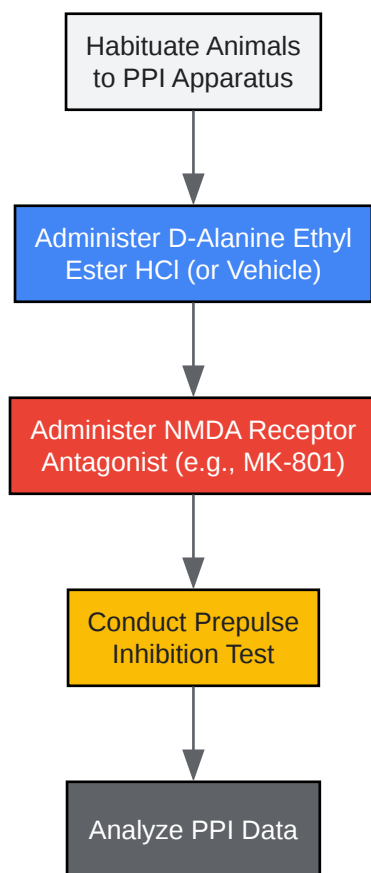 Habituate Animals
to PPI Apparatus
Administer D-Alanine Ethyl
Ester HCl (or Vehicle)
Administer NMDA Receptor
Antagonist (e.g., MK-801)
Conduct Prepulse
Inhibition Test
Analyze PPI Data